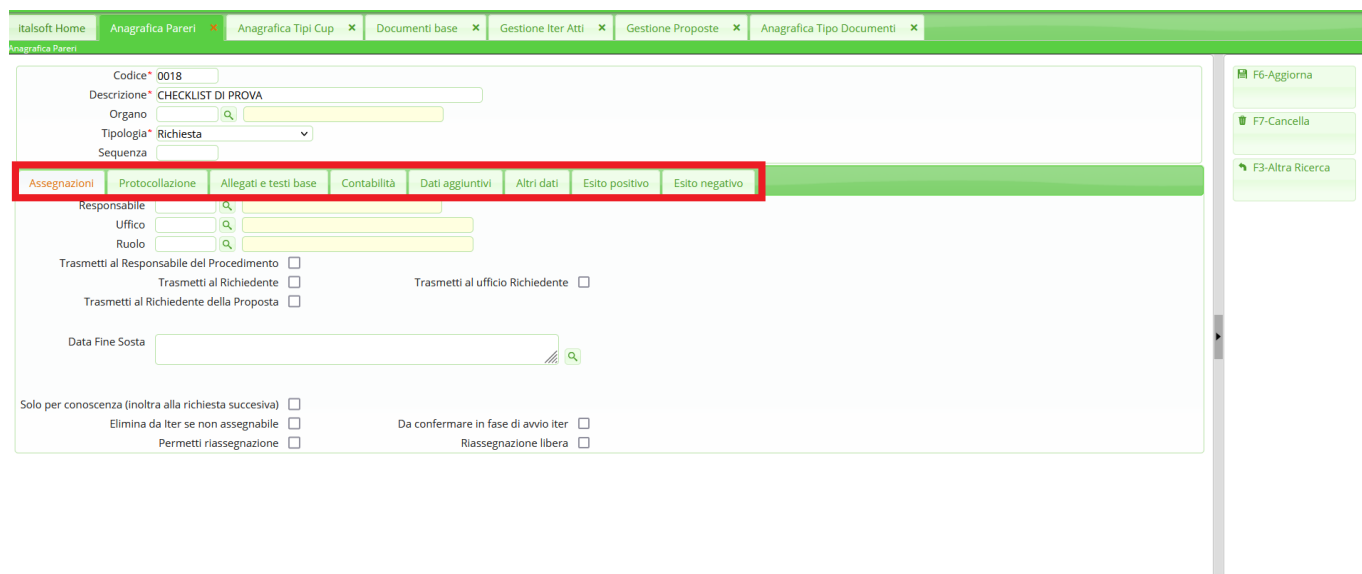 italsoft Home Anagrafica Pareri × Anagrafica Tipi Cup × Documenti base × Gestione Iter Atti × Gestione Proposte × Anagrafica Tipo Documenti ×
Anagrafica Pareri
Codice* 0018
Descrizione* CHECKLIST DI PROVA
Organo
Tipologia* Richiesta
Sequenza
F6-Aggiorna
F7-Cancella
F3-Altra Ricerca
Assegnazioni Protocollazione Allegati e testi base Contabilità Dati aggiuntivi Altri dati Esito positivo Esito negativo
Responsabile
Uffico
Ruolo
Trasmetti al Responsabile del Procedimento
Trasmetti al Richiedente Trasmetti al ufficio Richiedente
Trasmetti al Richiedente della Proposta
Data Fine Sosta
Solo per conoscenza (inoltra alla richiesta succesiva)
Elimina da Iter se non assegnabile Da confermare in fase di avvio iter
Permetti riassegnazione Riassegnazione libera